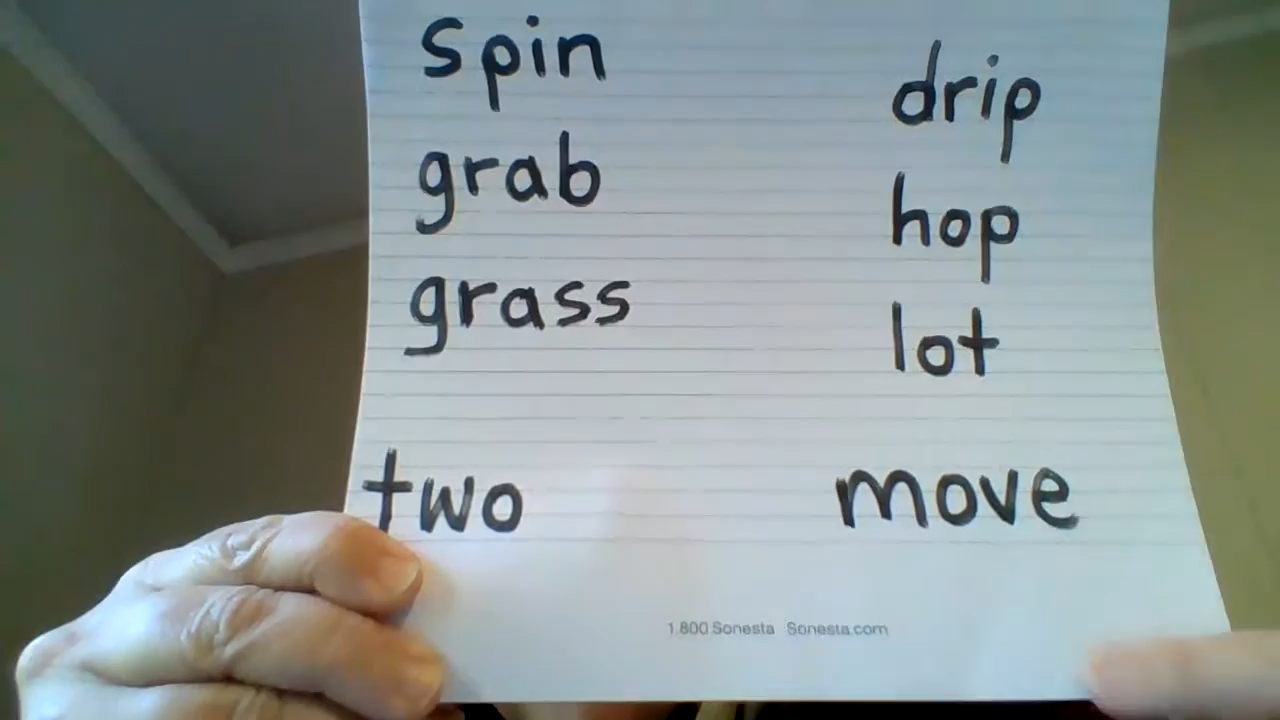 spin
grab
grass
two
drip
hop
lot
move
1.800.Sonesta Sonesta.com